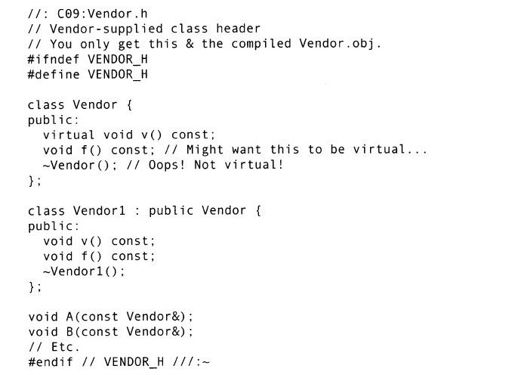 //: C09:Vendor.h
// Vendor-supplied class header
// You only get this & the compiled Vendor.obj.
#ifndef VENDOR_H
#define VENDOR_H
class Vendor {
public:
virtual void v() const;
void f() const; // Might want this to be virtual...
~Vendor(); // Oops! Not virtual!
};
class Vendor1 : public Vendor {
public:
void v() const;
void f() const;
~Vendor1();
};
void A(const Vendor&);
void B(const Vendor&);
// Etc.
#endif // VENDOR_H ///:~